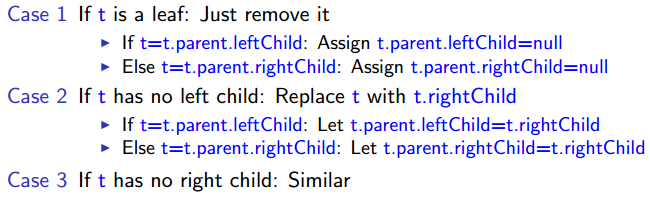 Case 1 If t is a leaf: Just remove it
▶ If t=t.parent.leftChild: Assign t.parent.leftChild=null
▶ Else t=t.parent.rightChild: Assign t.parent.rightChild=null
Case 2 If t has no left child: Replace t with t.rightChild
▶ If t=t.parent.leftChild: Let t.parent.leftChild=t.rightChild
▶ Else t=t.parent.rightChild: Let t.parent.rightChild=t.rightChild
Case 3 If t has no right child: Similar